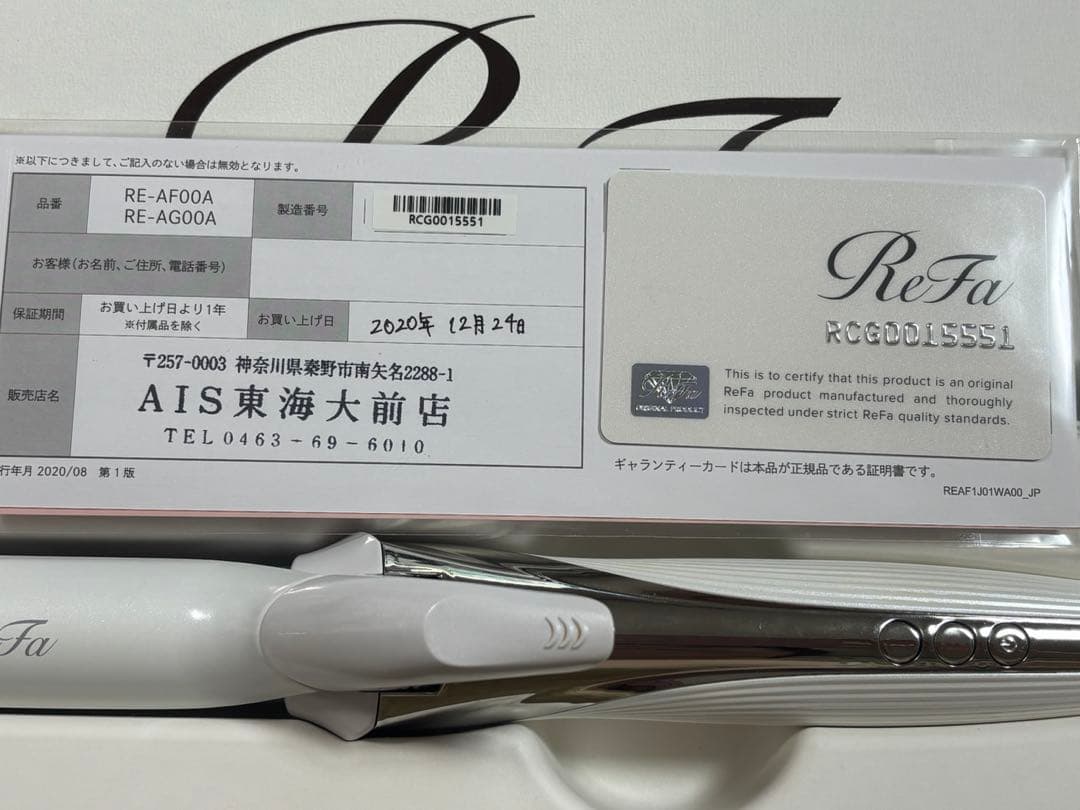 ReFa
※以下につきまして、ご記入のない場合は無効となります。
品番
RE-AF00A
RE-AG00A
製造番号
RCG0015551
お客様(お名前、ご住所、電話番号)
保証期間
お買い上げ日より1年
※付属品を除く
お買い上げ日
2020年 12月24日
販売店名
〒257-0003 神奈川県秦野市南矢名2288-1
AIS東海大前店
TEL0463-69-6010
行年月 2020/08 第1版
ReFa
RCG0015551
ReFa
ORIGINAL PRODUCT
This is to certify that this product is an original
ReFa product manufactured and thoroughly
inspected under strict ReFa quality standards.
ギャランティーカードは本品が正規品である証明書です。
REAF1J01WA00_JP
Fa